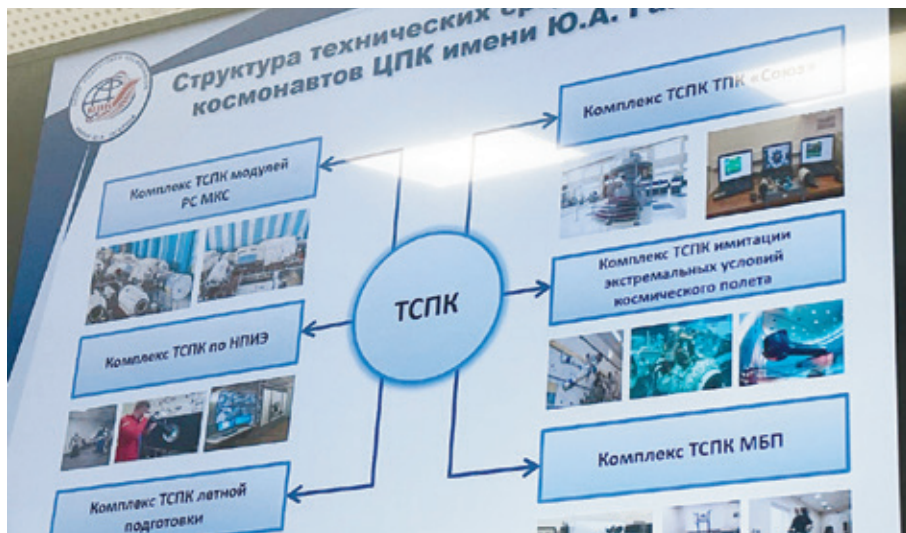 Структура технических
космонавтов ЦПК имени Ю.А.
Комплекс ТСПК модулей
РС МКС
Комплекс ТСПК по НПИЭ
Комплекс ТСПК летной
подготовки
ТСПК
Комплекс ТСПК ТПК «Союз»
Комплекс ТСПК имитации
экстремальных условий
космического полета
Комплекс ТСПК МБП